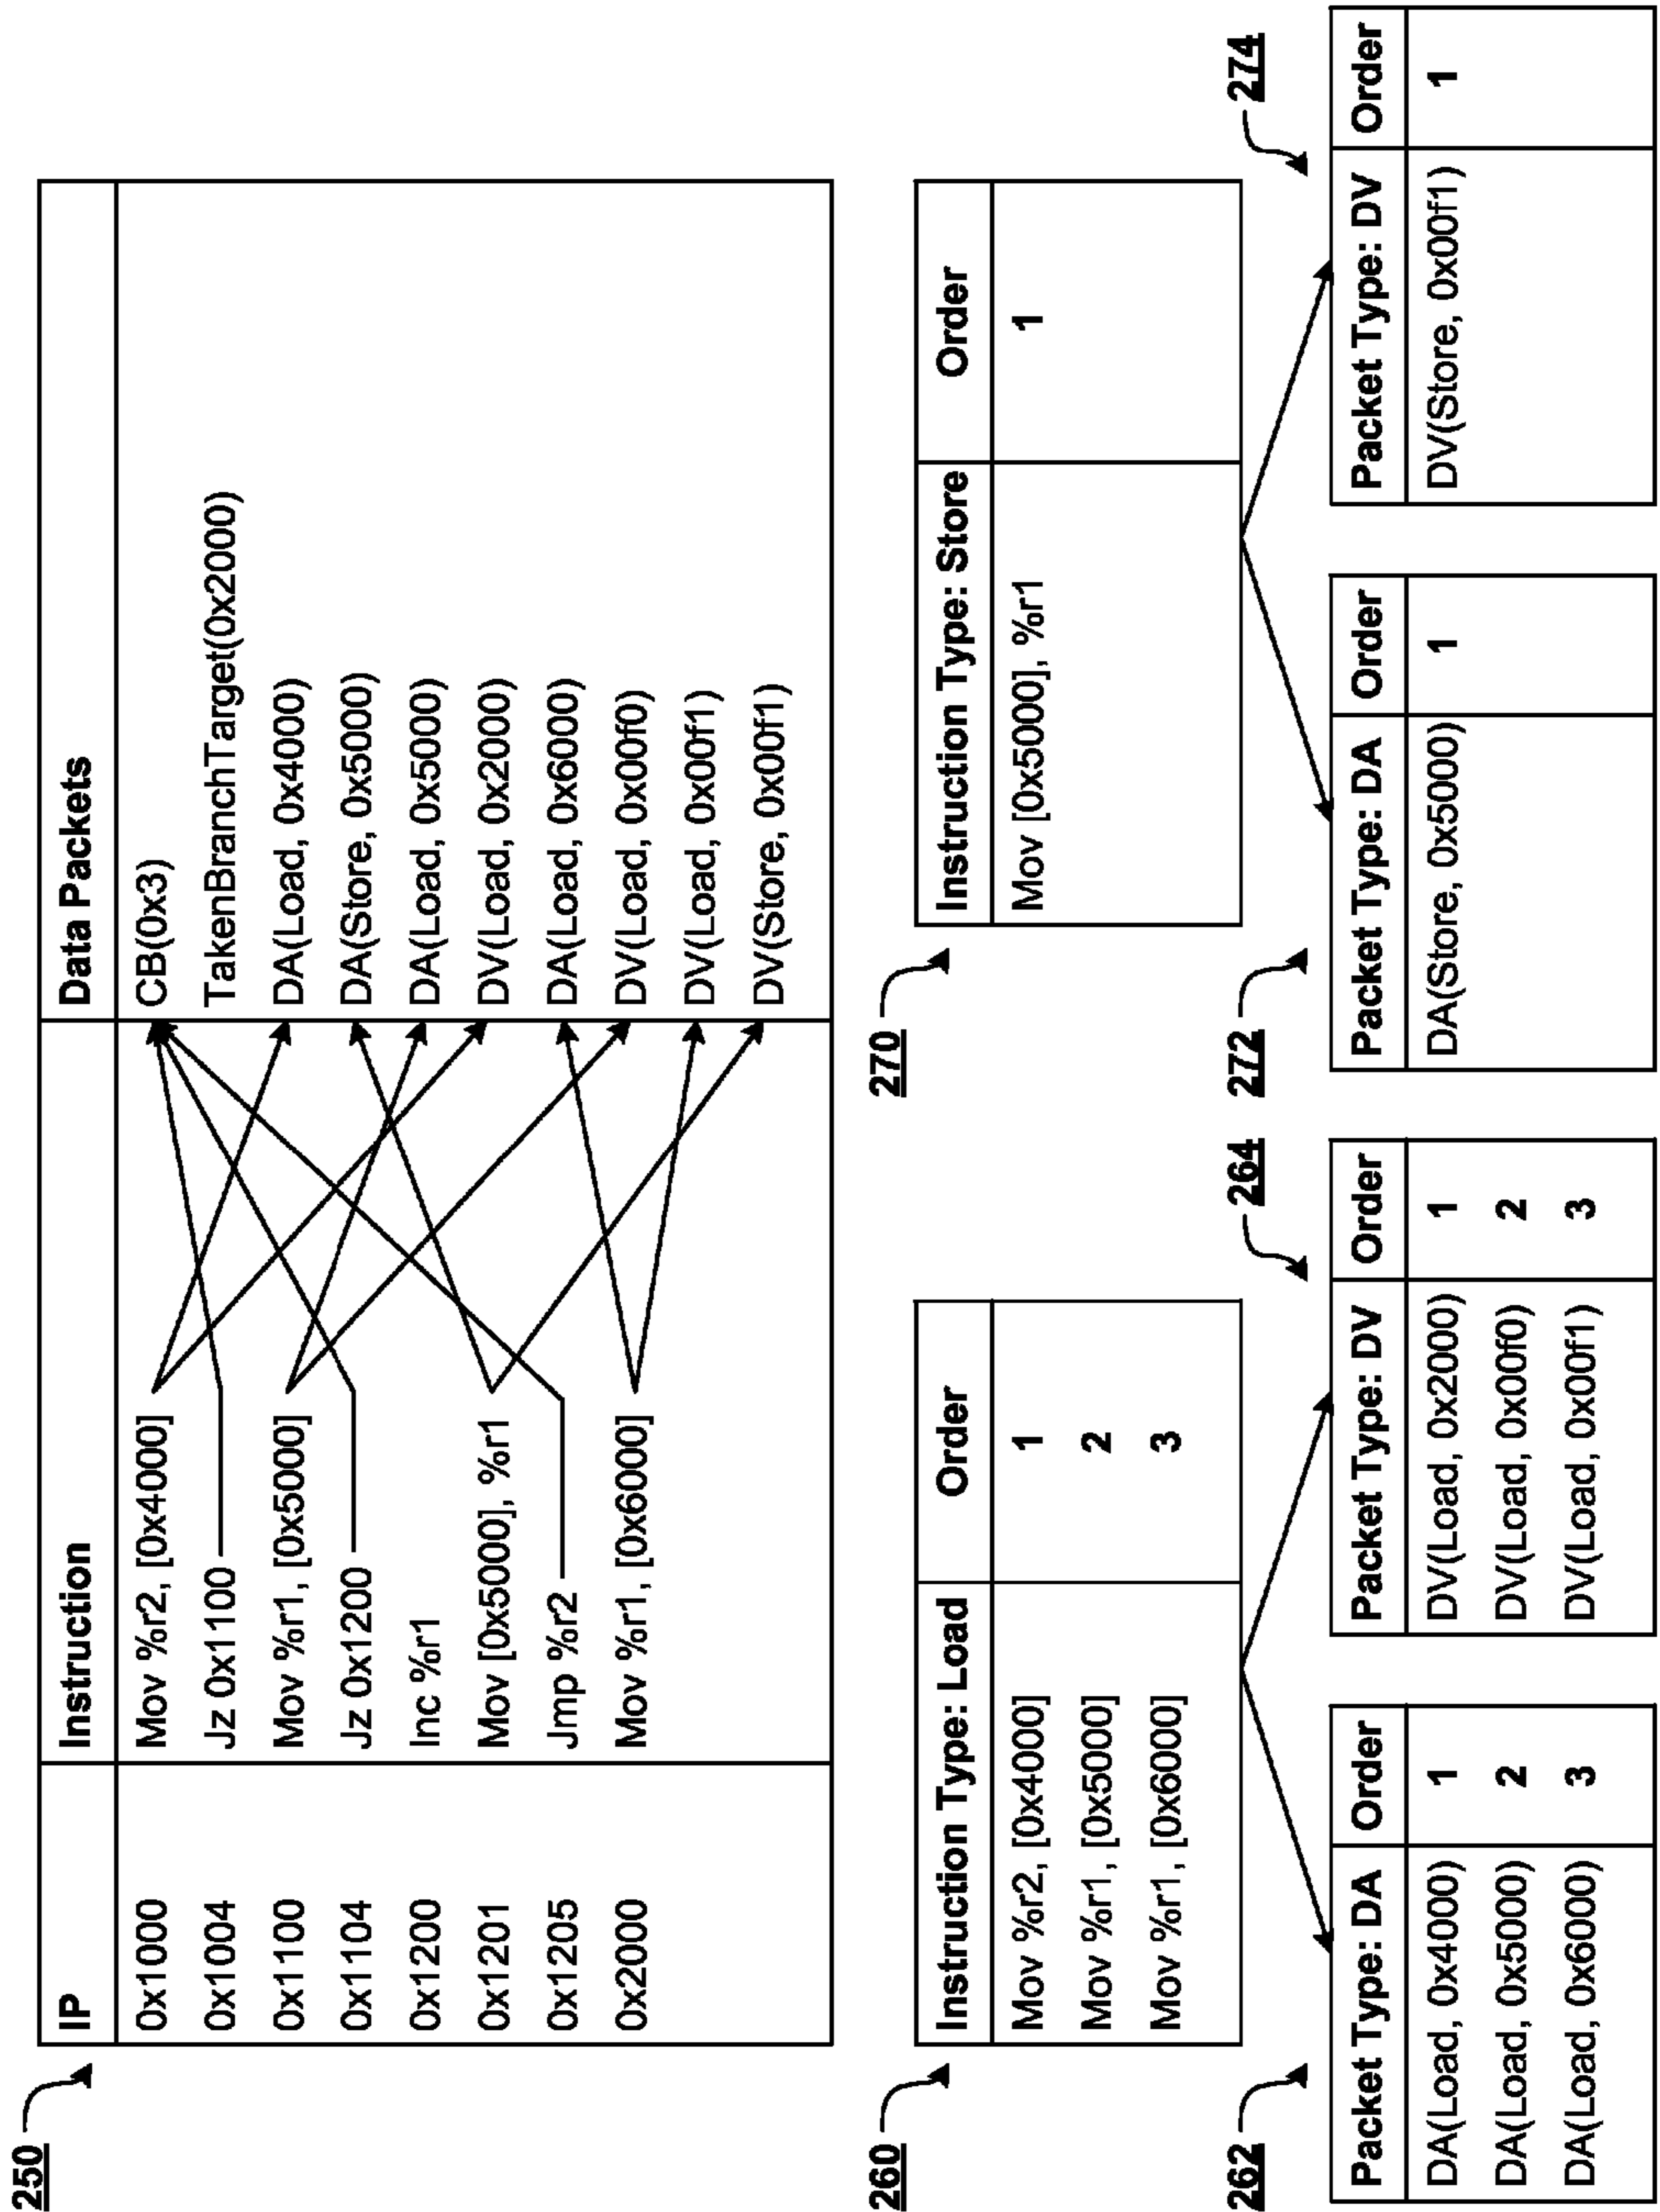 250
IP Instruction Data Packets
0x1000 Mov %r2, [0x4000] CB(0x3)
0x1004 Jz 0x1100 TakenBranchTarget(0x2000)
0x1100 Mov %r1, [0x5000] DA(Load, 0x4000)
0x1104 Jz 0x1200 DA(Store, 0x5000)
0x1200 Inc %r1 DA(Load, 0x5000)
0x1201 Mov [0x5000], %r1 DV(Load, 0x2000)
0x1205 Jmp %r2 DA(Load, 0x6000)
0x2000 Mov %r1, [0x6000] DV(Load, 0x00f0)
DV(Load, 0x00f1)
DV(Store, 0x00f1)
260
Instruction Type: Load Order
Mov %r2, [0x4000] 1
Mov %r1, [0x5000] 2
Mov %r1, [0x6000] 3
270
Instruction Type: Store Order
Mov [0x5000], %r1 1
262
Packet Type: DA Order
DA(Load, 0x4000) 1
DA(Load, 0x5000) 2
DA(Load, 0x6000) 3
264
Packet Type: DV Order
DV(Load, 0x2000) 1
DV(Load, 0x00f0) 2
DV(Load, 0x00f1) 3
272
Packet Type: DA Order
DA(Store, 0x5000) 1
274
Packet Type: DV Order
DV(Store, 0x00f1) 1